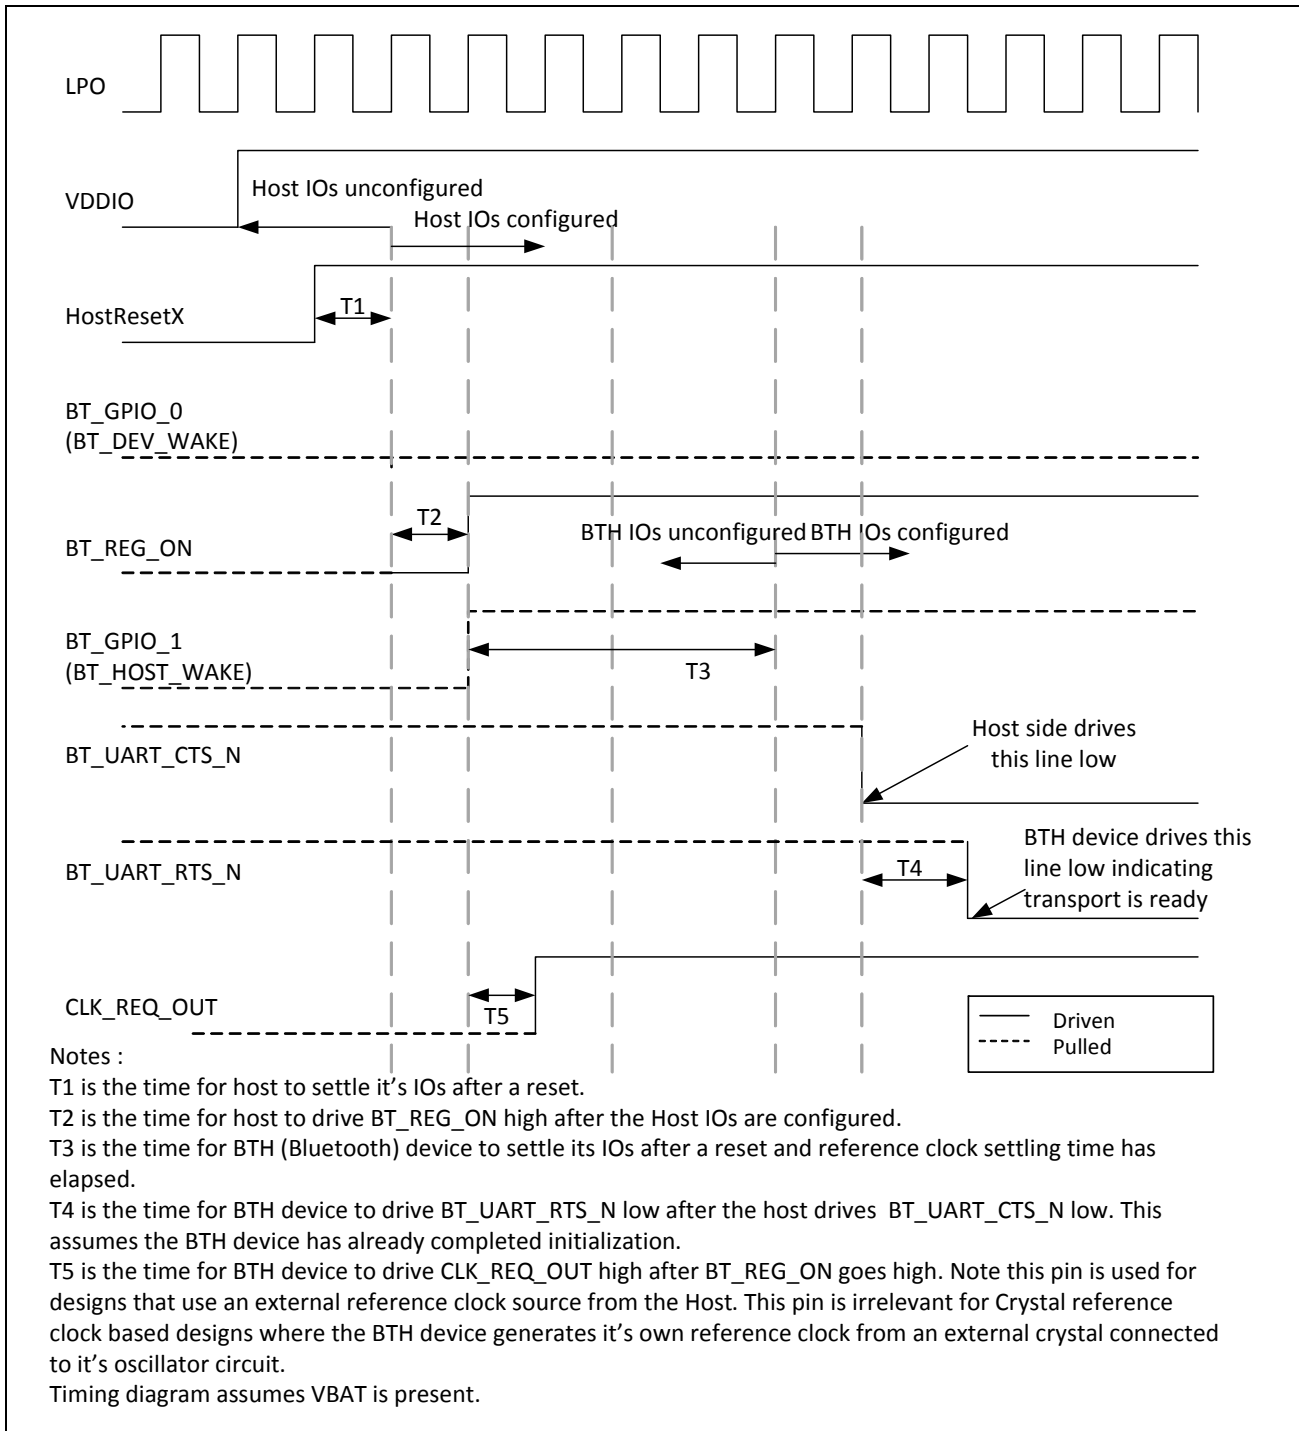 LPO
VDDIO
Host IOs unconfigured
Host IOs configured
HostResetX
T1
BT_GPIO_0
(BT_DEV_WAKE)
T2
BT_REG_ON
BTH IOs unconfigured
BTH IOs configured
BT_GPIO_1
(BT_HOST_WAKE)
T3
BT_UART_CTS_N
Host side drives
this line low
BT_UART_RTS_N
T4
BTH device drives this
line low indicating
transport is ready
CLK_REQ_OUT
T5
Driven
Pulled
Notes :
T1 is the time for host to settle it’s IOs after a reset.
T2 is the time for host to drive BT_REG_ON high after the Host IOs are configured.
T3 is the time for BTH (Bluetooth) device to settle its IOs after a reset and reference clock settling time has
elapsed.
T4 is the time for BTH device to drive BT_UART_RTS_N low after the host drives BT_UART_CTS_N low. This
assumes the BTH device has already completed initialization.
T5 is the time for BTH device to drive CLK_REQ_OUT high after BT_REG_ON goes high. Note this pin is used for
designs that use an external reference clock source from the Host. This pin is irrelevant for Crystal reference
clock based designs where the BTH device generates it’s own reference clock from an external crystal connected
to it’s oscillator circuit.
Timing diagram assumes VBAT is present.